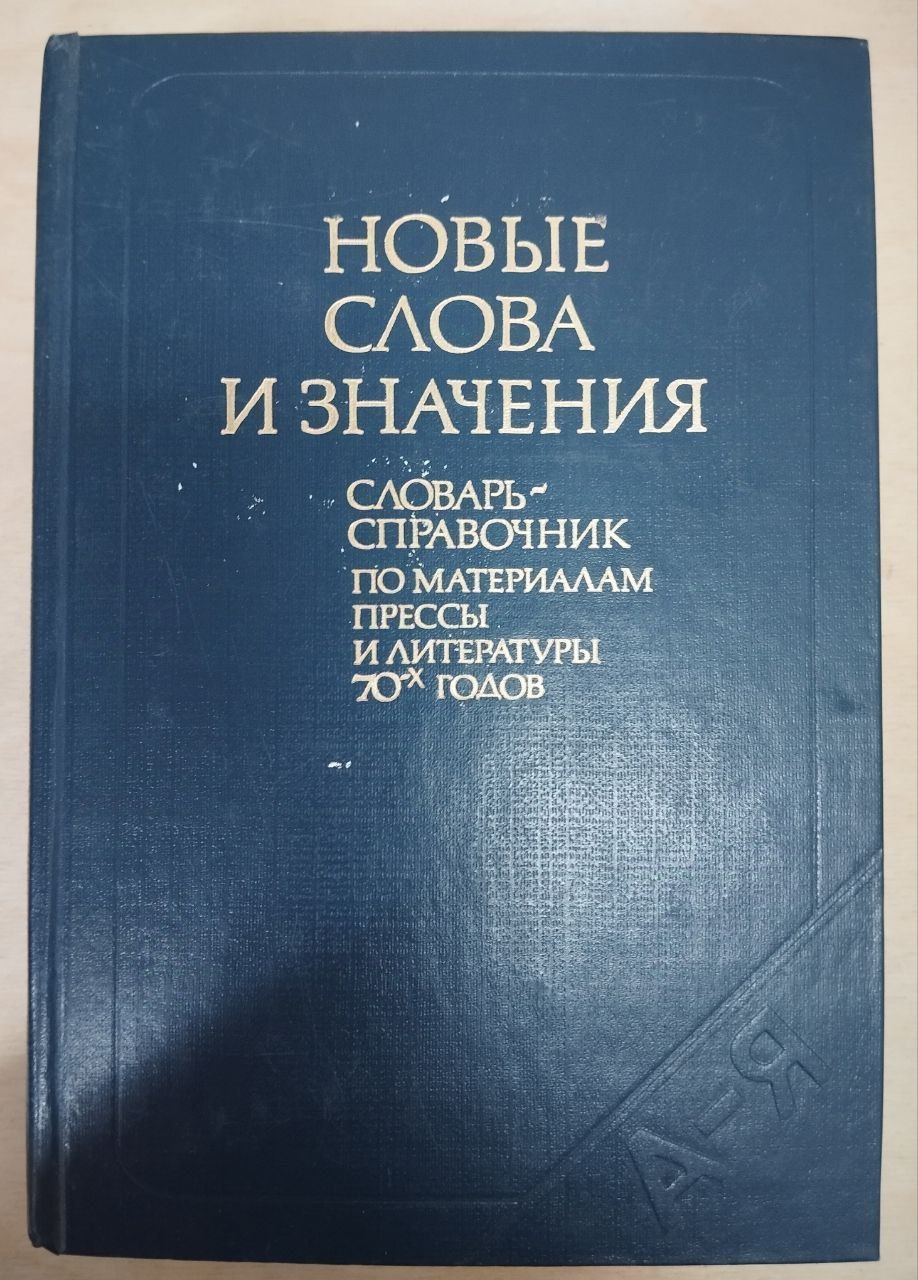 НОВЫЕ
СЛОВА
И ЗНАЧЕНИЯ
СЛОВАРЬ-
СПРАВОЧНИК
ПО МАТЕРИАЛАМ
ПРЕССЫ
И ЛИТЕРАТУРЫ
70-Х ГОДОВ
А-Я